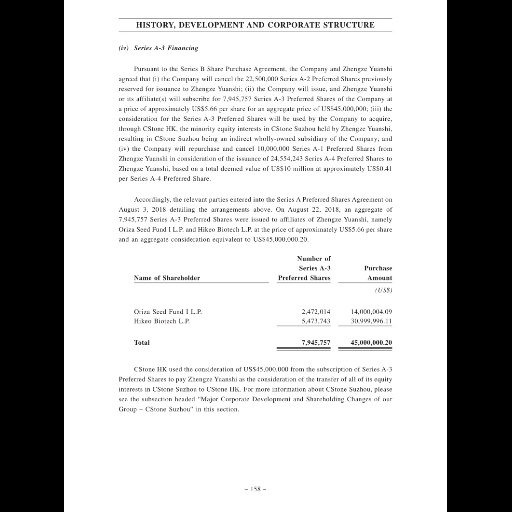 HISTORY, DEVELOPMENT AND CORPORATE STRUCTURE
(iv) Series A-3 Financing
Pursuant to the Series B Share Purchase Agreement, the Company and Zhengze Yuanshi
agreed that (i) the Company will cancel the 22,500,000 Series A-2 Preferred Shares previously
reserved for issuance to Zhengze Yuanshi; (ii) the Company will issue, and Zhengze Yuanshi
or its affiliate(s) will subscribe for 7,945,757 Series A-3 Preferred Shares of the Company at
a price of approximately US$5.66 per share for an aggregate price of US$45,000,000; (iii) the
consideration for the Series A-3 Preferred Shares will be used by the Company to acquire,
through CStone HK, the minority equity interests in CStone Suzhou held by Zhengze Yuanshi,
resulting in CStone Suzhou being an indirect wholly-owned subsidiary of the Company; and
(iv) the Company will repurchase and cancel 10,000,000 Series A-1 Preferred Shares from
Zhengze Yuanshi in consideration of the issuance of 24,554,243 Series A-4 Preferred Shares to
Zhengze Yuanshi, based on a total deemed value of US$10 million at approximately US$0.41
per Series A-4 Preferred Share.
Accordingly, the relevant parties entered into the Series A Preferred Shares Agreement on
August 3, 2018 detailing the arrangements above. On August 22, 2018, an aggregate of
7,945,757 Series A-3 Preferred Shares were issued to affiliates of Zhengze Yuanshi, namely
Oriza Seed Fund I L.P. and Hikeo Biotech L.P. at the price of approximately US$5.66 per share
and an aggregate consideration equivalent to US$45,000,000.20:
Number of
Series A-3 Purchase
Name of Shareholder Preferred Shares Amount
(US$)
Oriza Seed Fund I L.P. 2,472,014 14,000,004.09
Hikeo Biotech L.P. 5,473,743 30,999,996.11
Total 7,945,757 45,000,000.20
CStone HK used the consideration of US$45,000,000 from the subscription of Series A-3
Preferred Shares to pay Zhengze Yuanshi as the consideration of the transfer of all of its equity
interests in CStone Suzhou to CStone HK. For more information about CStone Suzhou, please
see the subsection headed "Major Corporate Development and Shareholding Changes of our
Group – CStone Suzhou" in this section.
– 158 –